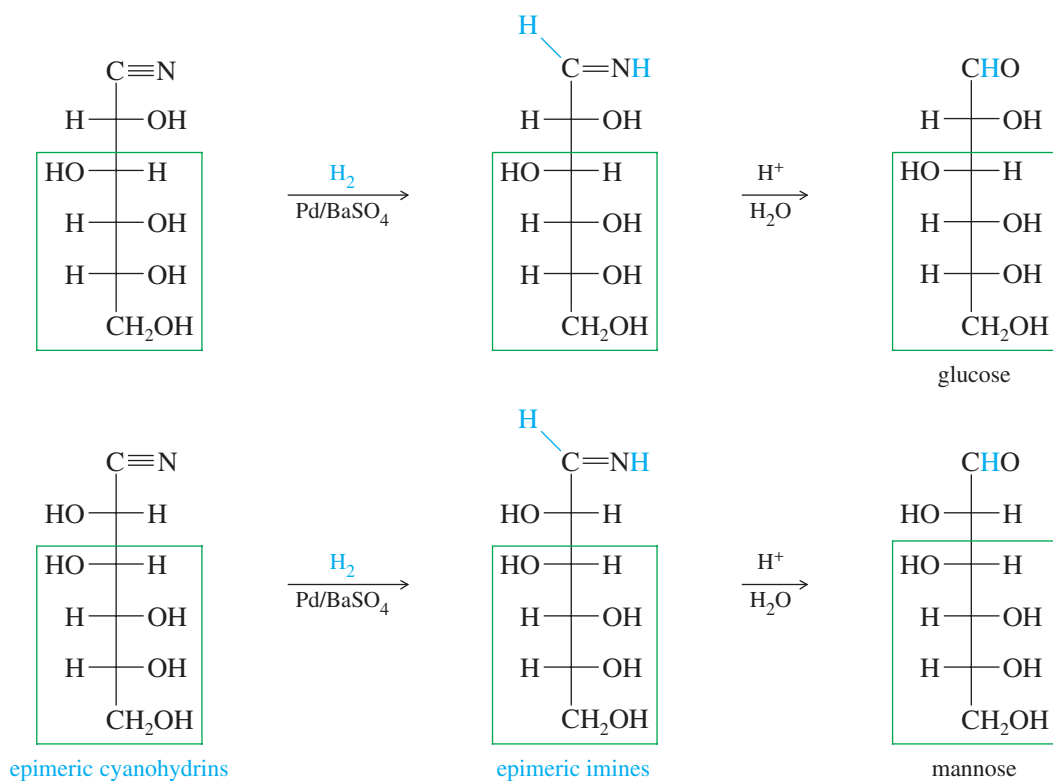 H
C≡N C=NH CHO
H OH H OH H OH
HO H H₂ HO H H⁺ HO H
Pd/BaSO₄ H₂O
H OH H OH H OH
H OH H OH H OH
CH₂OH CH₂OH CH₂OH
glucose
H
C≡N C=NH CHO
HO H HO H HO H
HO H H₂ HO H H⁺ HO H
Pd/BaSO₄ H₂O
H OH H OH H OH
H OH H OH H OH
CH₂OH CH₂OH CH₂OH
epimeric cyanohydrins epimeric imines mannose